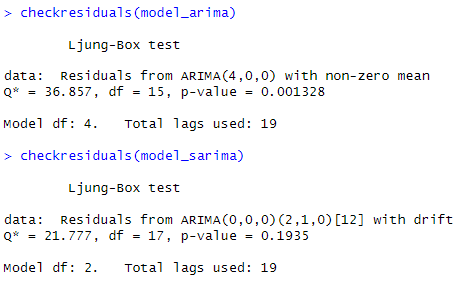 > checkresiduals(model_arima)
Ljung-Box test
data:  Residuals from ARIMA(4,0,0) with non-zero mean
Q* = 36.857, df = 15, p-value = 0.001328
Model df: 4.   Total lags used: 19
> checkresiduals(model_sarima)
Ljung-Box test
data:  Residuals from ARIMA(0,0,0)(2,1,0)[12] with drift
Q* = 21.777, df = 17, p-value = 0.1935
Model df: 2.   Total lags used: 19